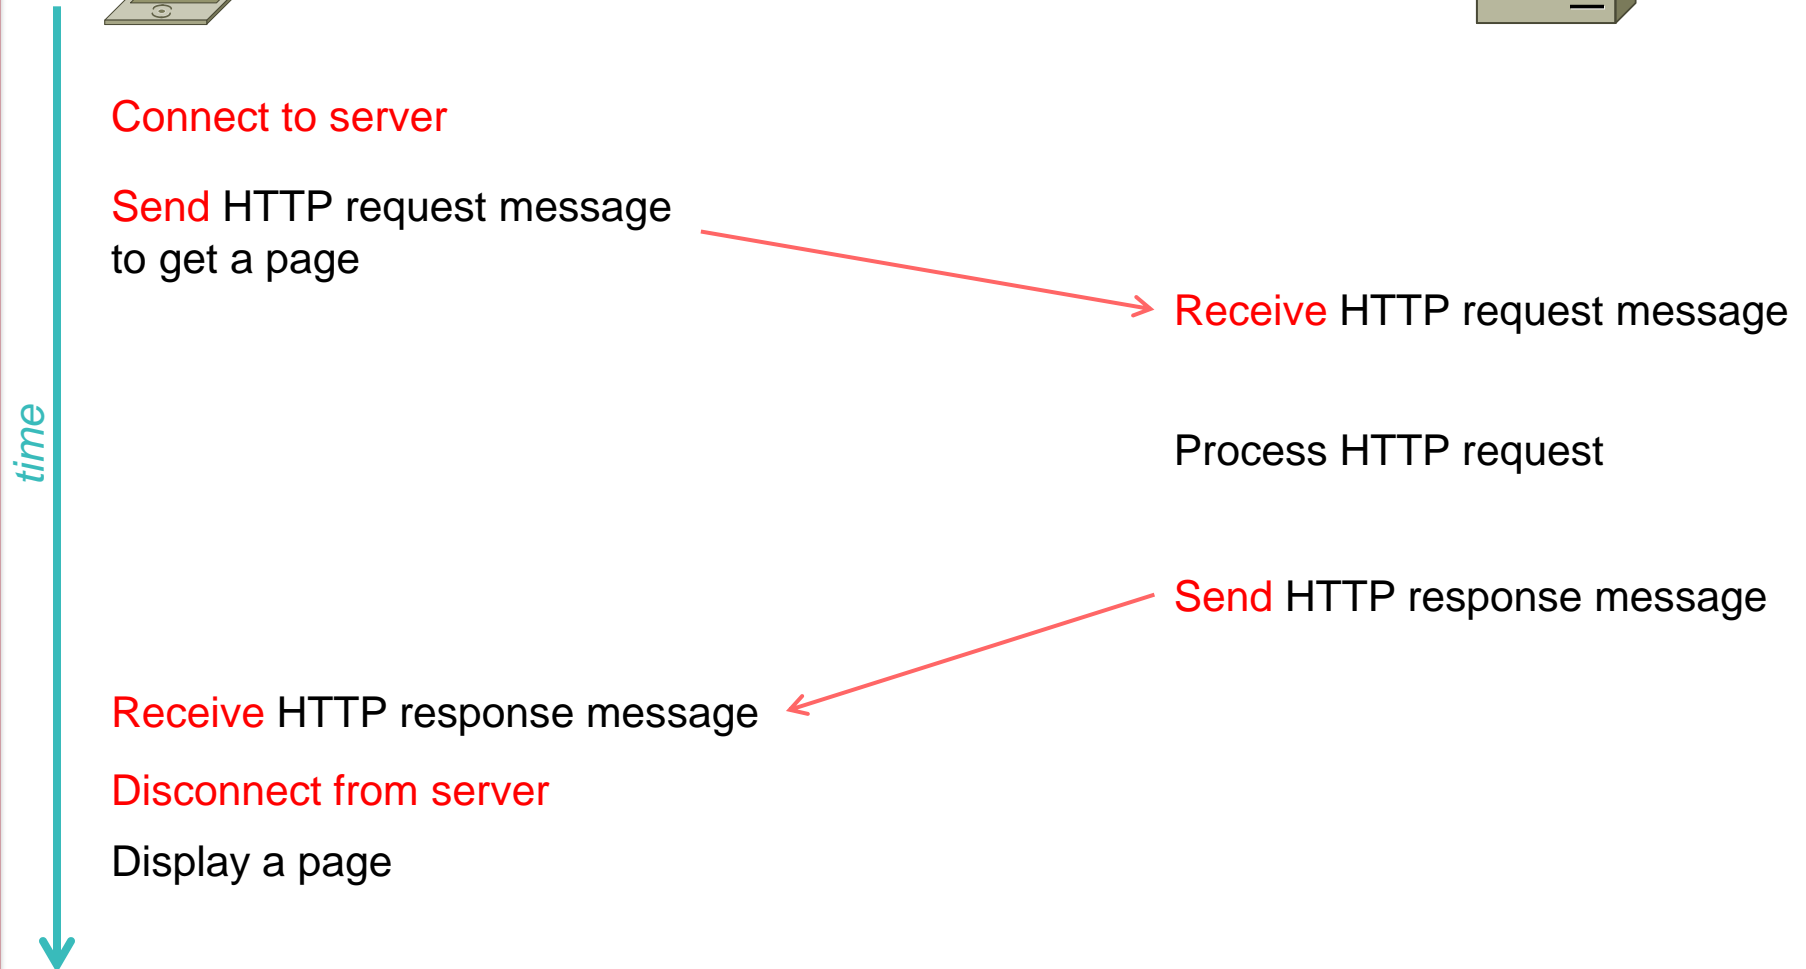 Connect to server
Send HTTP request message
to get a page
Receive HTTP request message
time
Process HTTP request
Send HTTP response message
Receive HTTP response message
Disconnect from server
Display a page